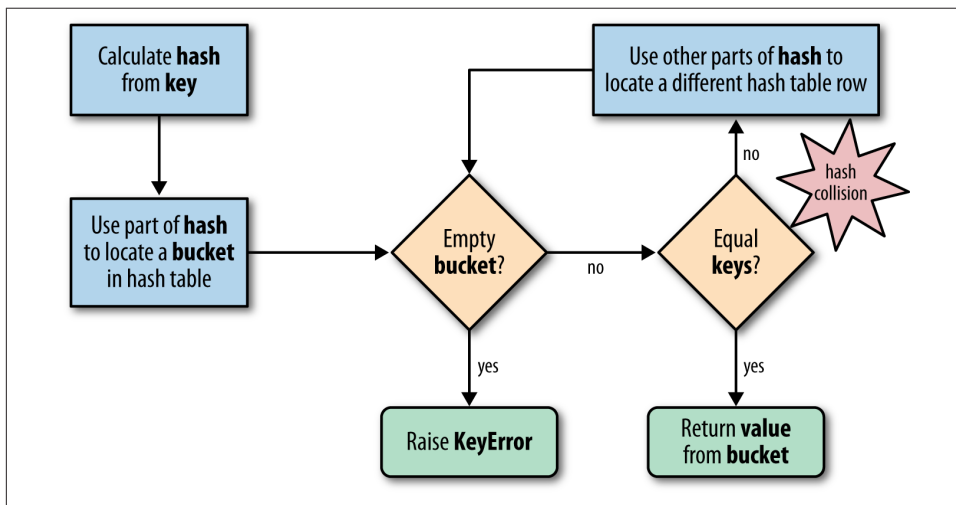 Calculate hash
from key
Use part of hash
to locate a bucket
in hash table
Empty
bucket?
yes
Raise KeyError
no
Equal
keys?
yes
Return value
from bucket
no
hash
collision
Use other parts of hash to
locate a different hash table row